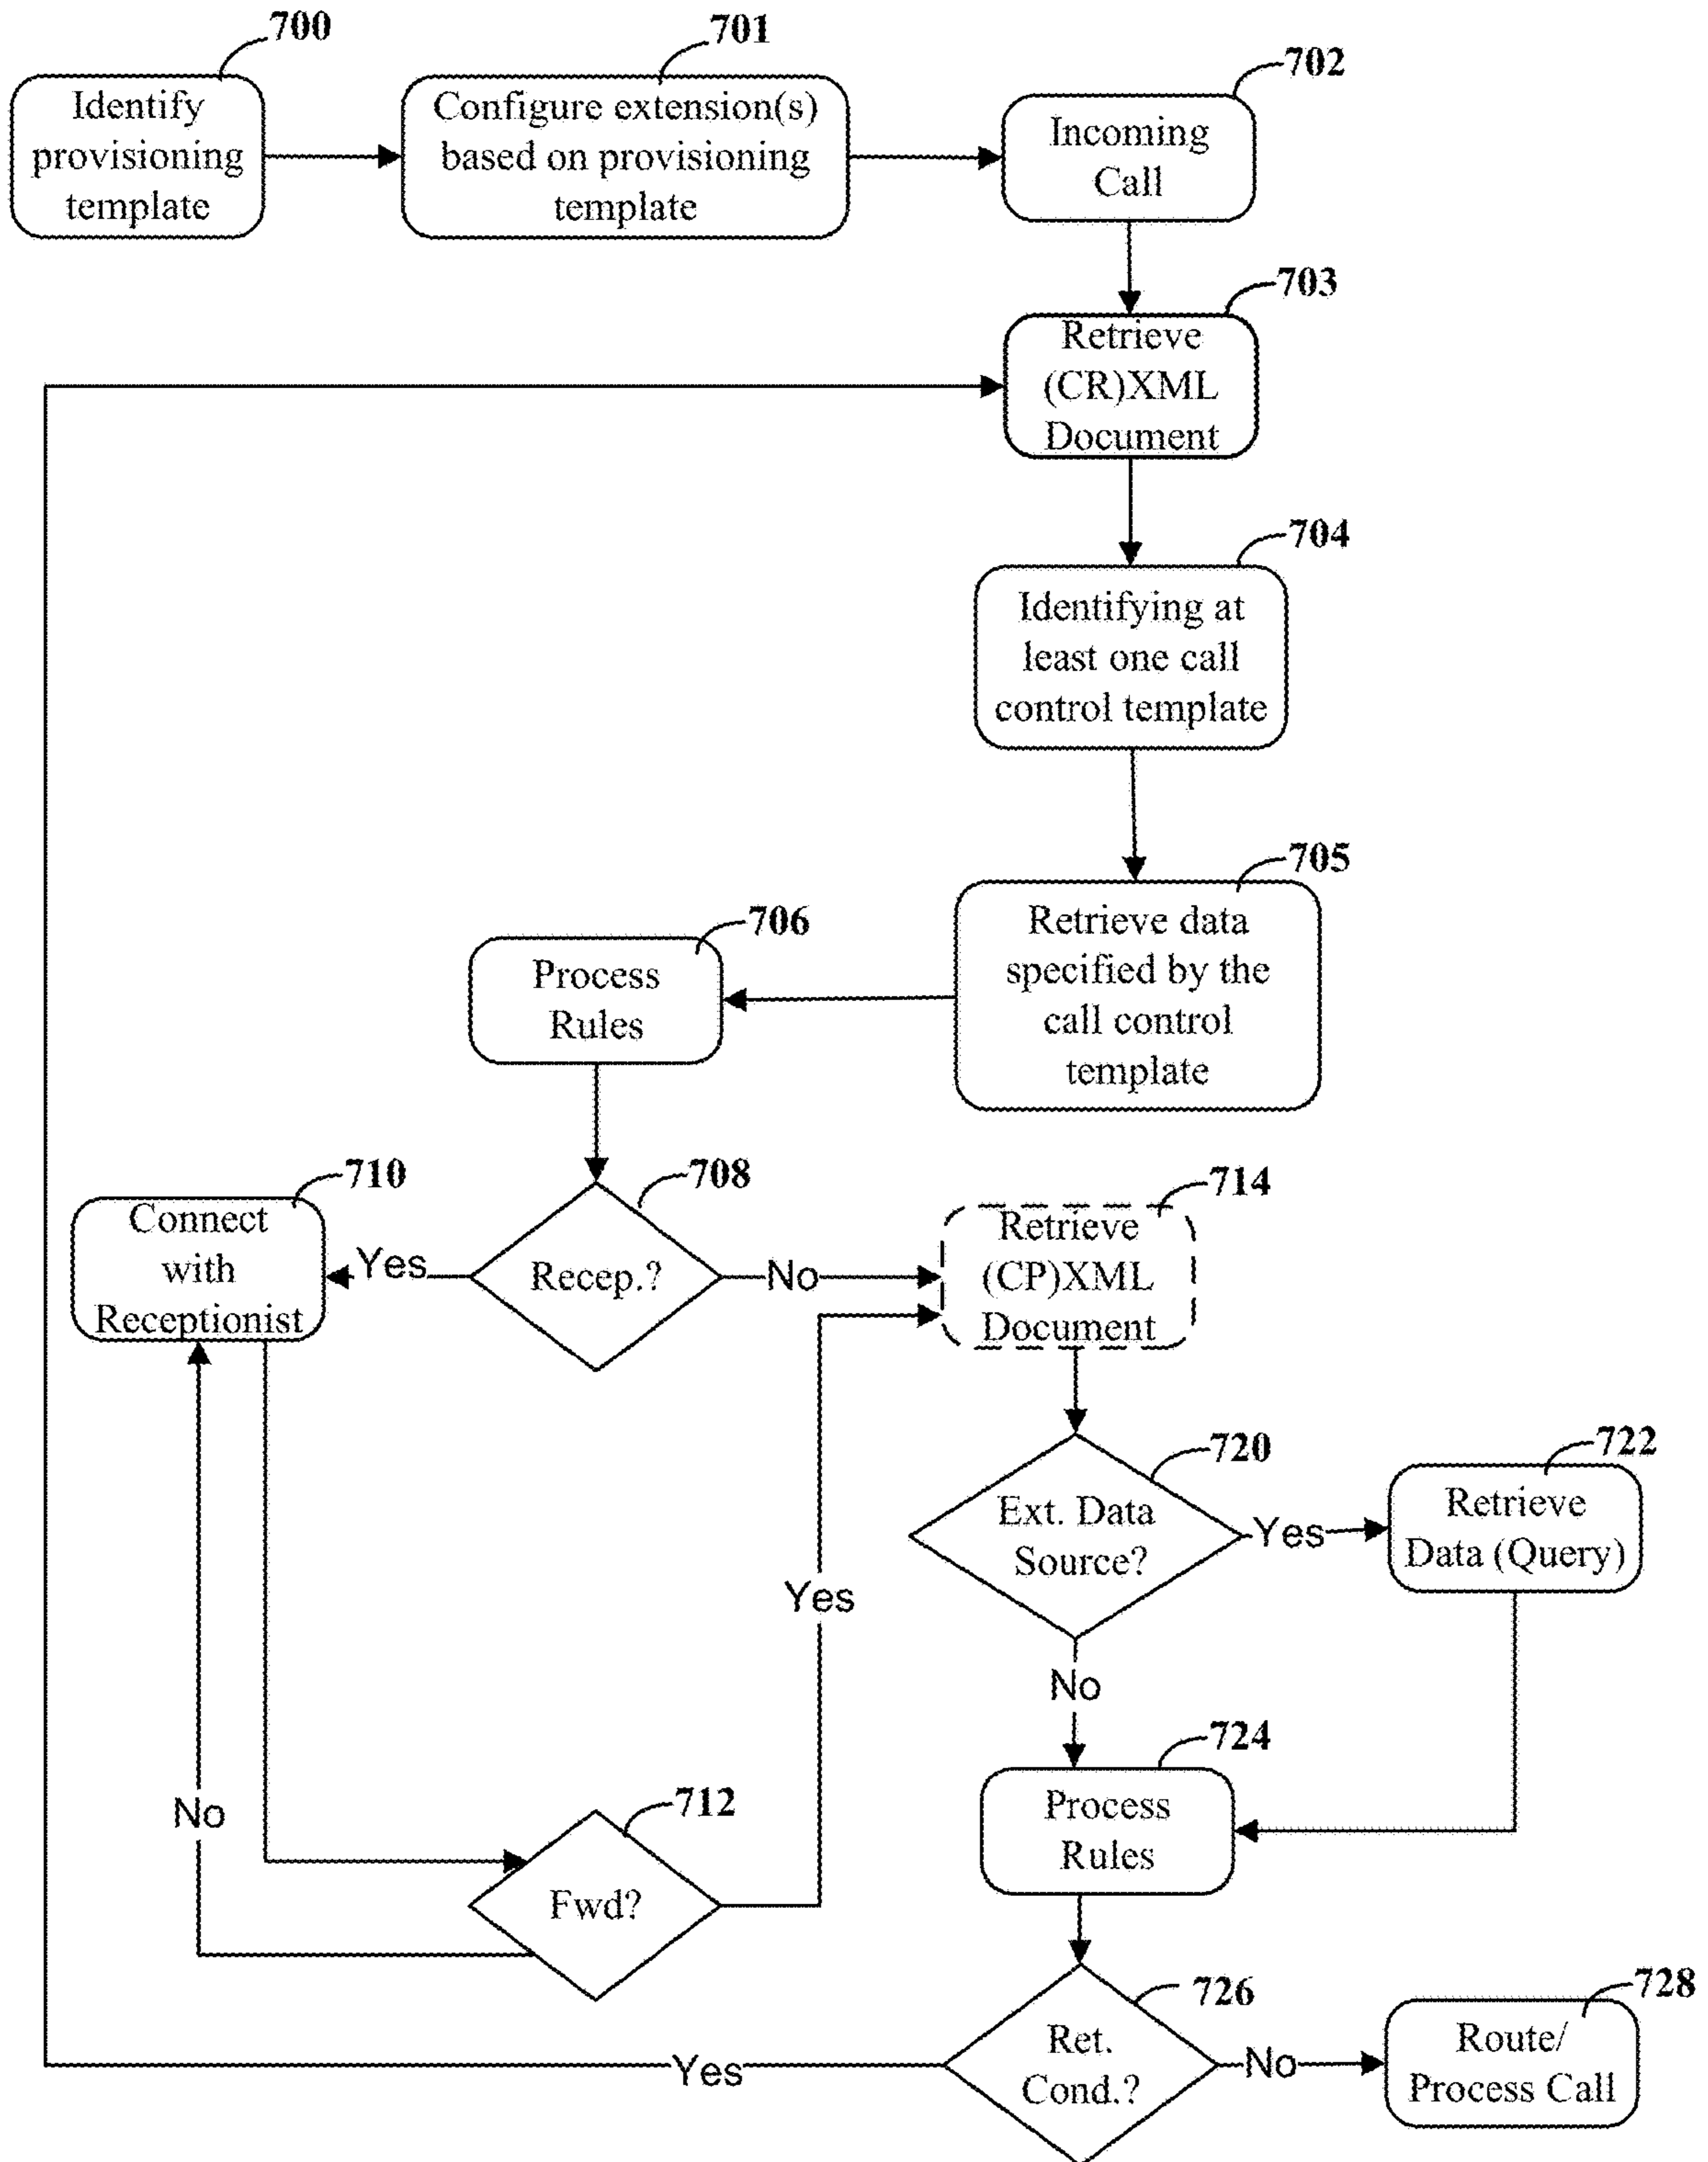 700
Identify
provisioning
template
701
Configure extension(s)
based on provisioning
template
702
Incoming
Call
703
Retrieve
(CR)XML
Document
704
Identifying at
least one call
control template
705
Retrieve data
specified by the
call control
template
706
Process
Rules
708
Recep.?
Yes
No
710
Connect
with
Receptionist
714
Retrieve
(CP)XML
Document
720
Ext. Data
Source?
Yes
No
722
Retrieve
Data (Query)
712
Fwd?
Yes
No
724
Process
Rules
726
Ret.
Cond.?
Yes
No
728
Route/
Process Call